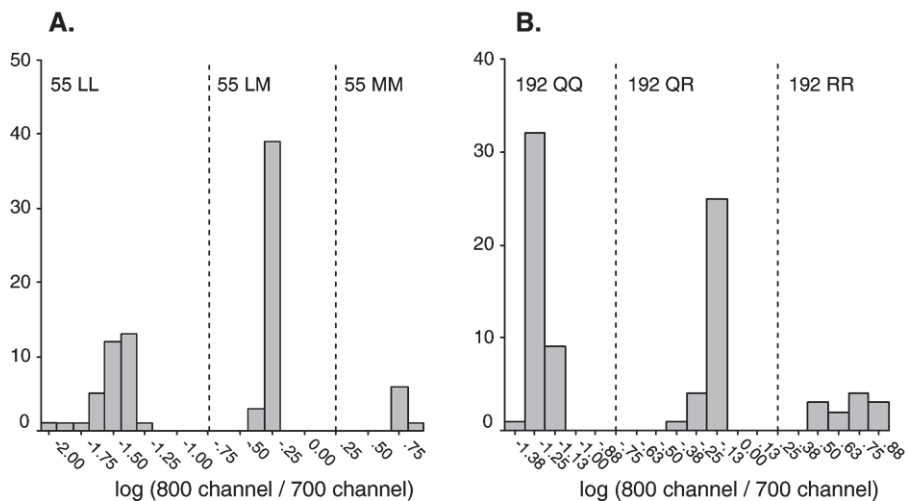 A.
50
40
30
20
10
0
55 LL
55 LM
55 MM
-2.00 -1.75 -1.50 -1.25 -1.00 -.75 -.50 -.25 0.00 .25 .50 .75
log (800 channel / 700 channel)
B.
40
30
20
10
0
192 QQ
192 QR
192 RR
-1.38 -1.25 -1.13 -1.00 -.88 -.75 -.63 -.50 -.38 -.25 -.13 0.00 .13 .25 .38 .50 .63 .75 .88
log (800 channel / 700 channel)